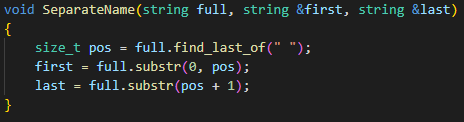 void SeparateName(string full, string &first, string &last)
{
    size_t pos = full.find_last_of(" ");
    first = full.substr(0, pos);
    last = full.substr(pos + 1);
}